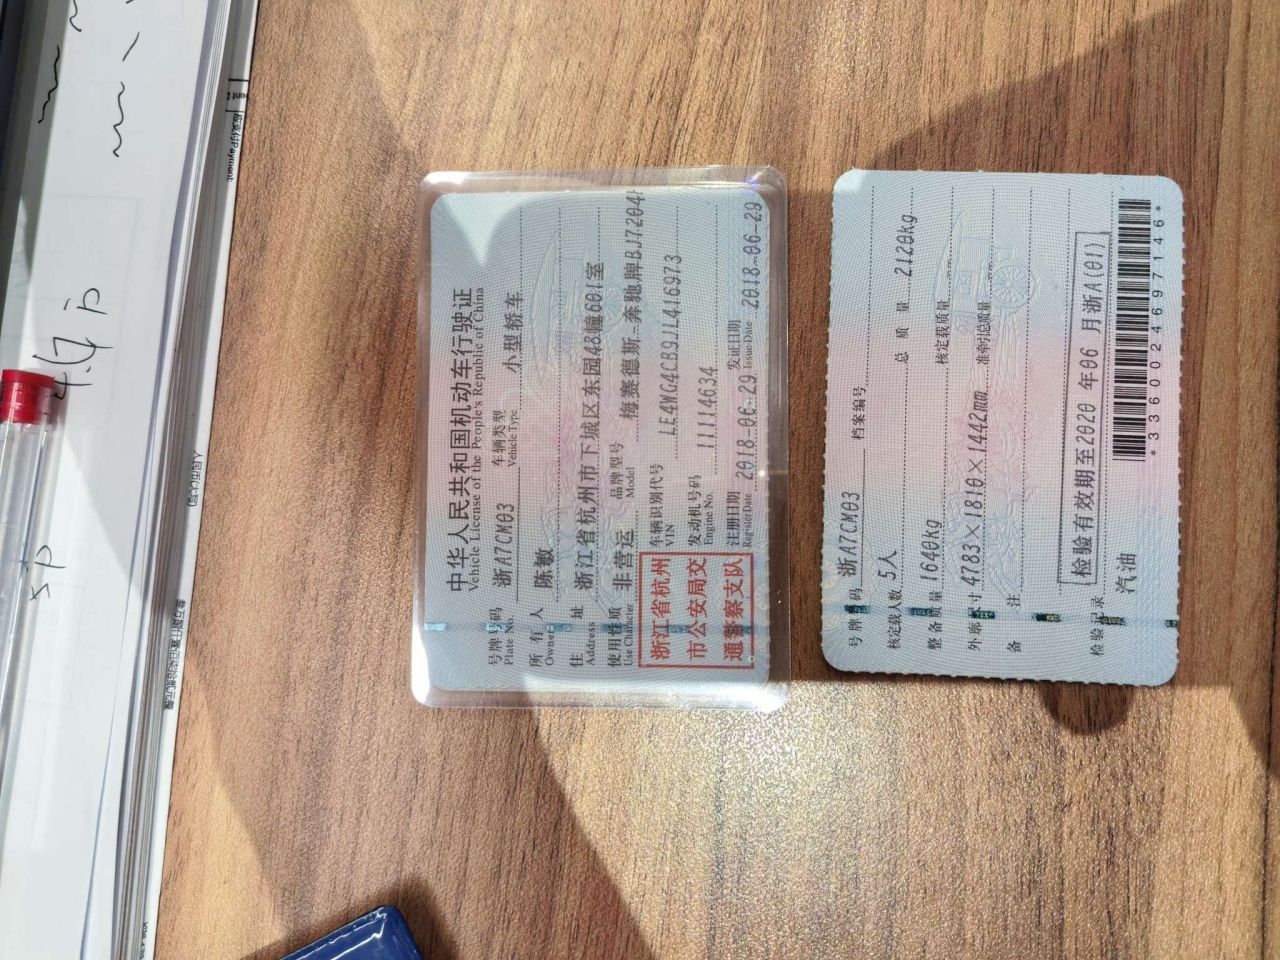 中华人民共和国机动车行驶证
Vehicle License of the People's Republic of China
号牌号码 浙A7CM03 车辆类型 小型轿车
Plate No. Vehicle Type
所有人 陈敏
Owner
住址 浙江省杭州市下城区东园48幢601室
Address
使用性质 非营运 品牌型号 梅赛德斯-奔驰牌BJ7204
Use Character Model
浙江省杭州
市公安局交
通警察支队
车辆识别代号 LE4WG4CB9JL416973
VIN
发动机号码 11114634
Engine No.
注册日期 2018-06-29 发证日期 2018-06-29
Register Date Issue Date
号牌号码 浙A7CM03 档案编号
核定载人数 5人 总质量 2120kg
整备质量 1640kg 核定载质量
外廓尺寸 4783×1810×1442mm 准牵引总质量
备注
检验有效期至2020年06月浙A(01)
检验记录
汽油
*3360024697146*
应支付Payment: